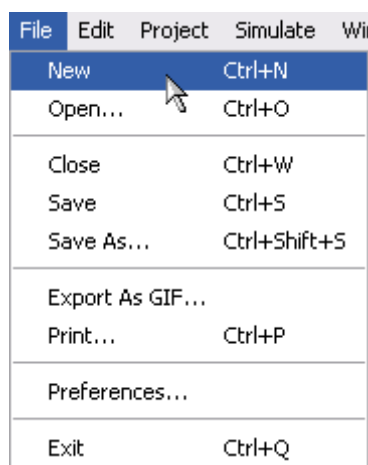 File Edit Project Simulate
New Ctrl+N
Open... Ctrl+O
Close Ctrl+W
Save Ctrl+S
Save As... Ctrl+Shift+S
Export As GIF...
Print... Ctrl+P
Preferences...
Exit Ctrl+Q